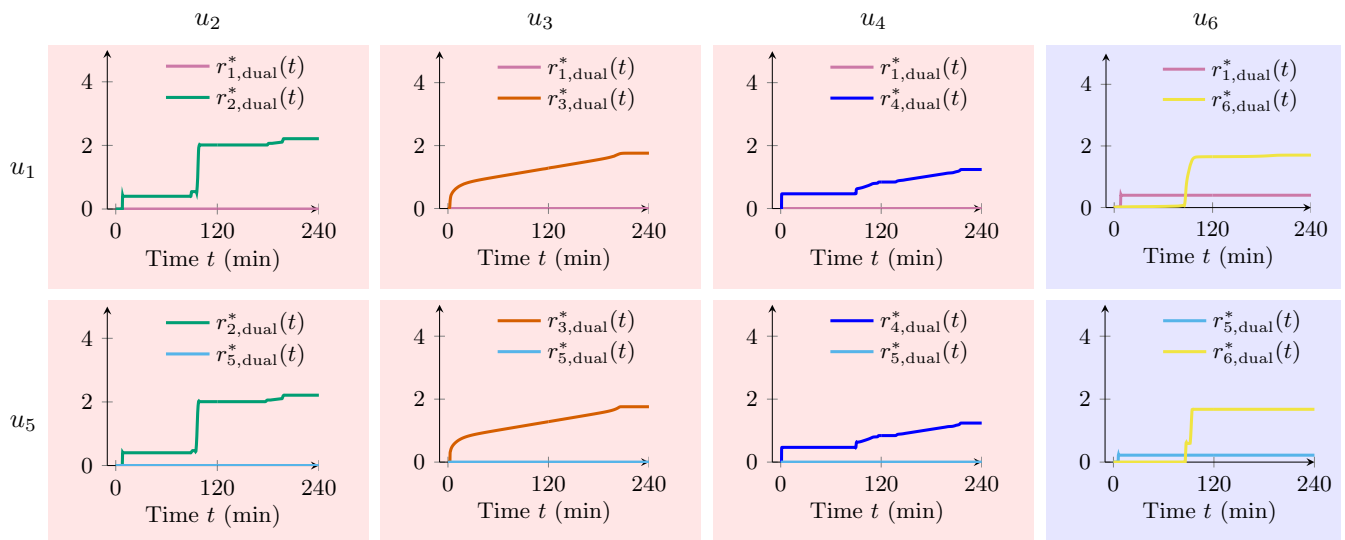 u₂ u₃ u₄ u₆
u₁
r*₁,dual(t)
r*₂,dual(t)
4
2
0
0 120 240
Time t (min)
r*₁,dual(t)
r*₃,dual(t)
4
2
0
0 120 240
Time t (min)
r*₁,dual(t)
r*₄,dual(t)
4
2
0
0 120 240
Time t (min)
r*₁,dual(t)
r*₆,dual(t)
4
2
0
0 120 240
Time t (min)
u₅
r*₂,dual(t)
r*₅,dual(t)
4
2
0
0 120 240
Time t (min)
r*₃,dual(t)
r*₅,dual(t)
4
2
0
0 120 240
Time t (min)
r*₄,dual(t)
r*₅,dual(t)
4
2
0
0 120 240
Time t (min)
r*₅,dual(t)
r*₆,dual(t)
4
2
0
0 120 240
Time t (min)